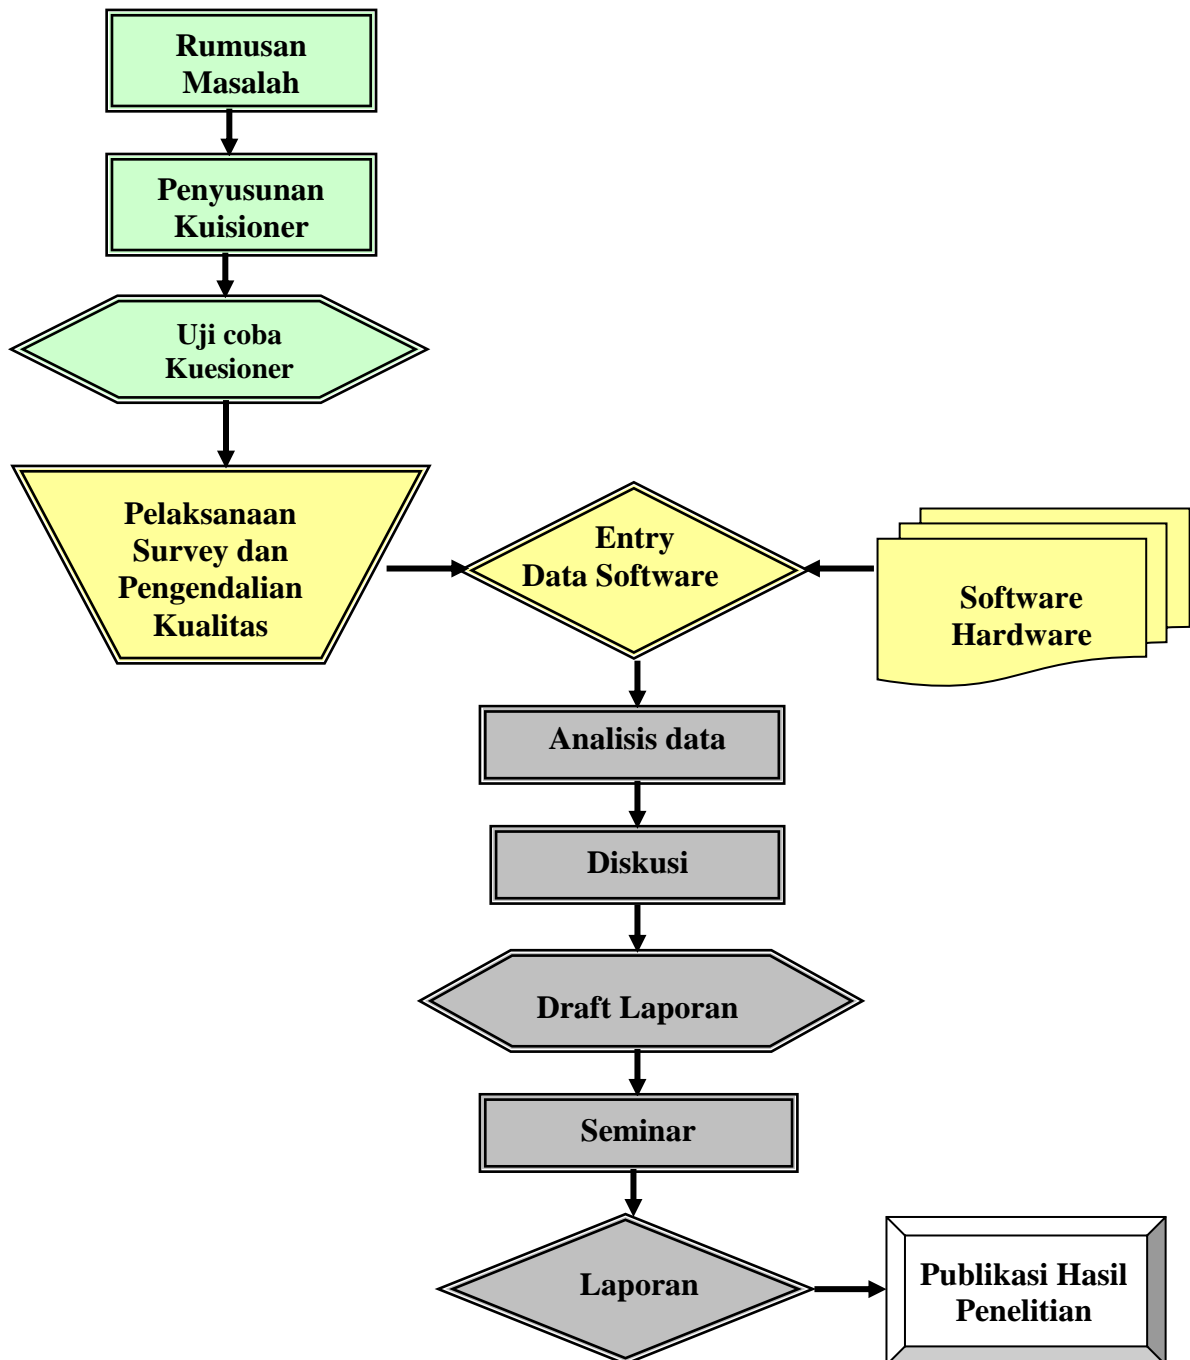 Rumusan
Masalah
Penyusunan
Kuisioner
Uji coba
Kuesioner
Pelaksanaan
Survey dan
Pengendalian
Kualitas
Entry
Data Software
Software
Hardware
Analisis data
Diskusi
Draft Laporan
Seminar
Laporan
Publikasi Hasil
Penelitian